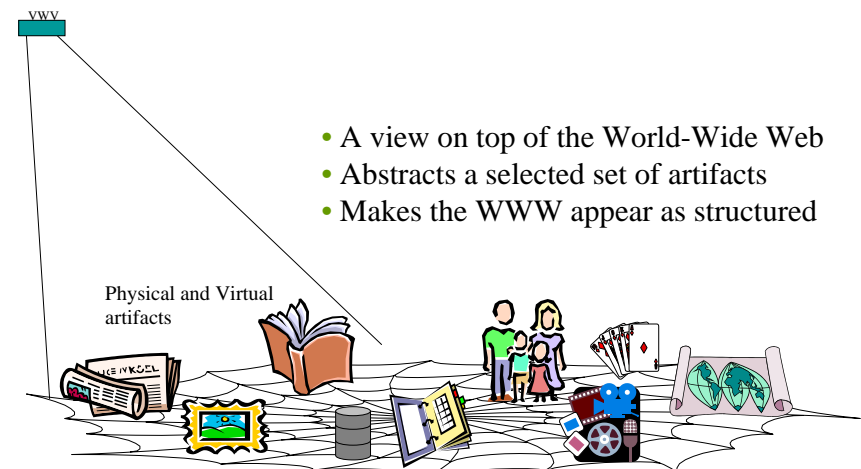 VWV
• A view on top of the World-Wide Web
• Abstracts a selected set of artifacts
• Makes the WWW appear as structured
Physical and Virtual
artifacts